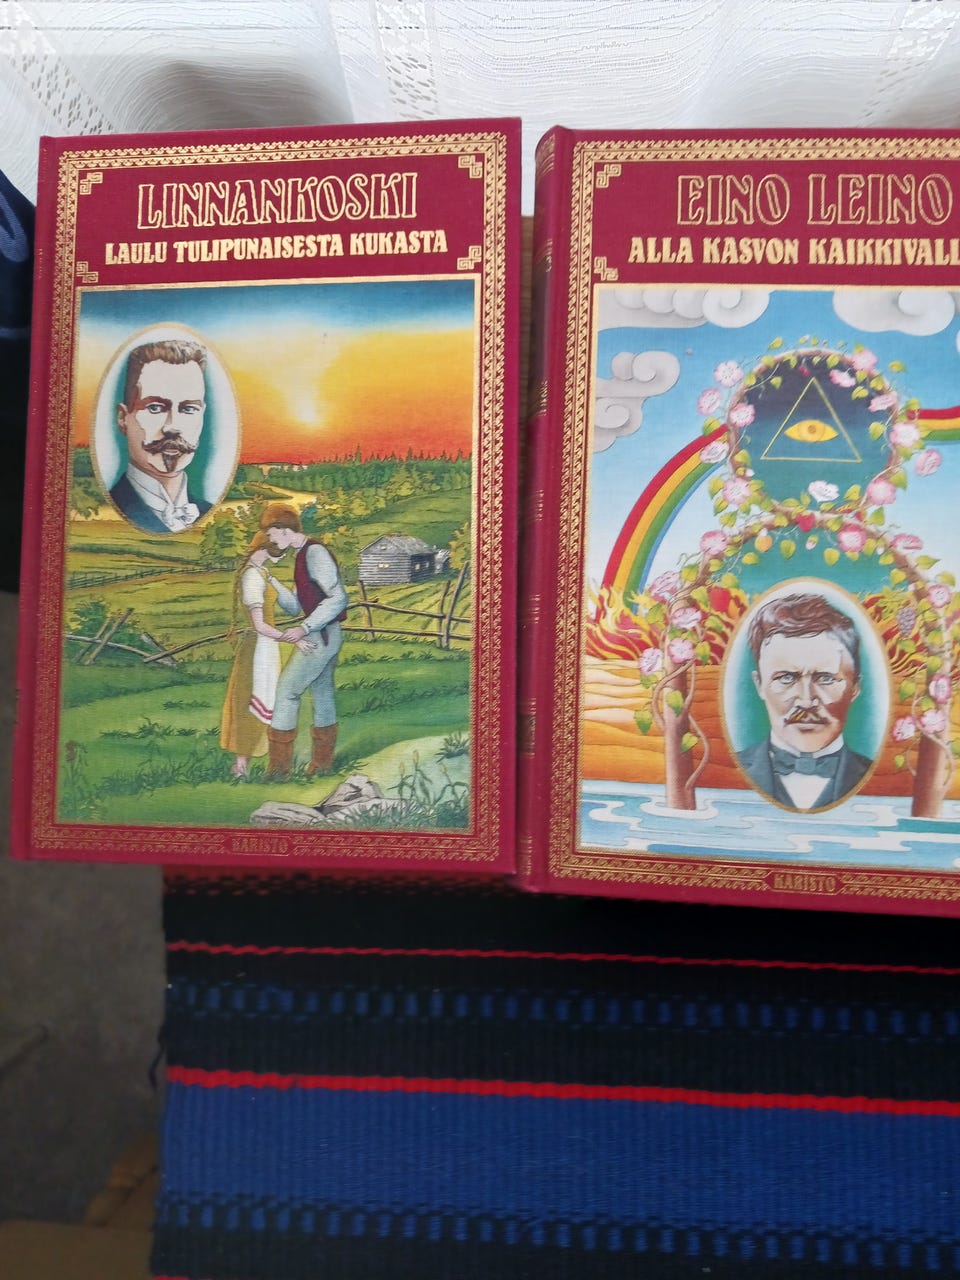 LINNANKOSKI
LAULU TULIPUNAISESTA KUKASTA
KARISTO
EINO LEINO
ALLA KASVON KAIKKIVALL
KARISTO